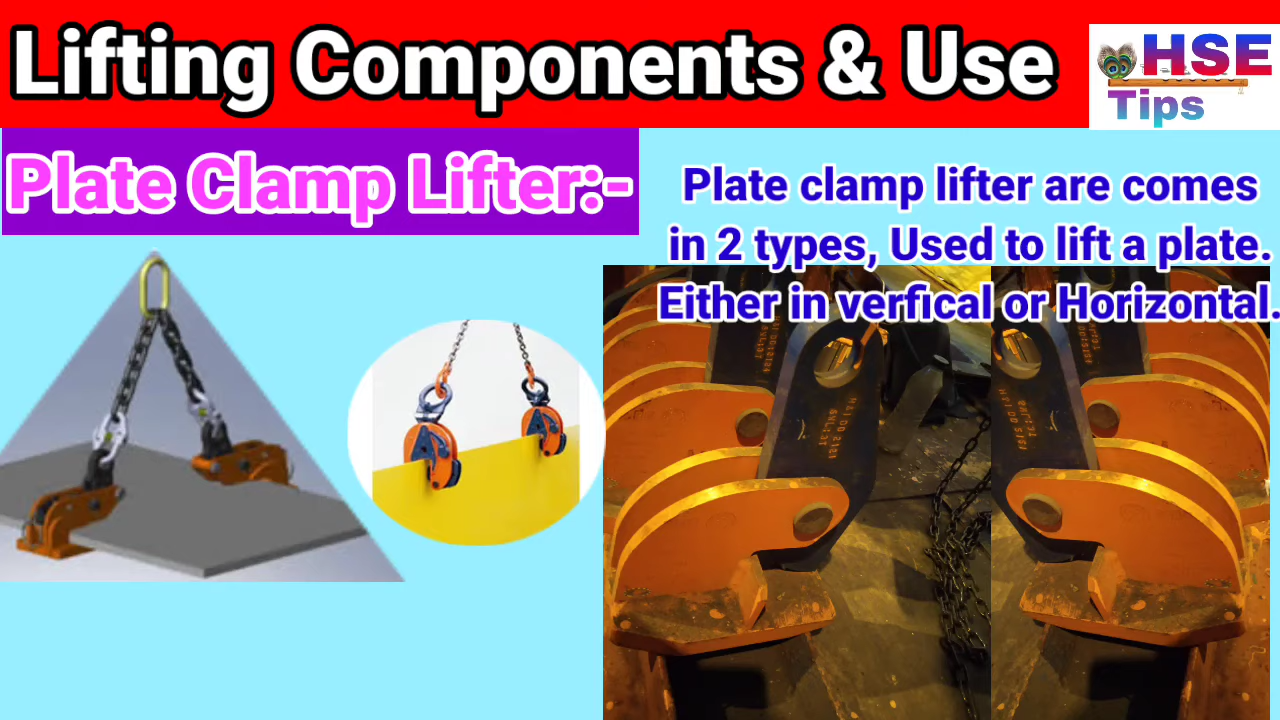 Lifting Components & Use
HSE
Tips
Plate Clamp Lifter:-
Plate clamp lifter are comes
in 2 types, Used to lift a plate.
Either in verfical or Horizontal.